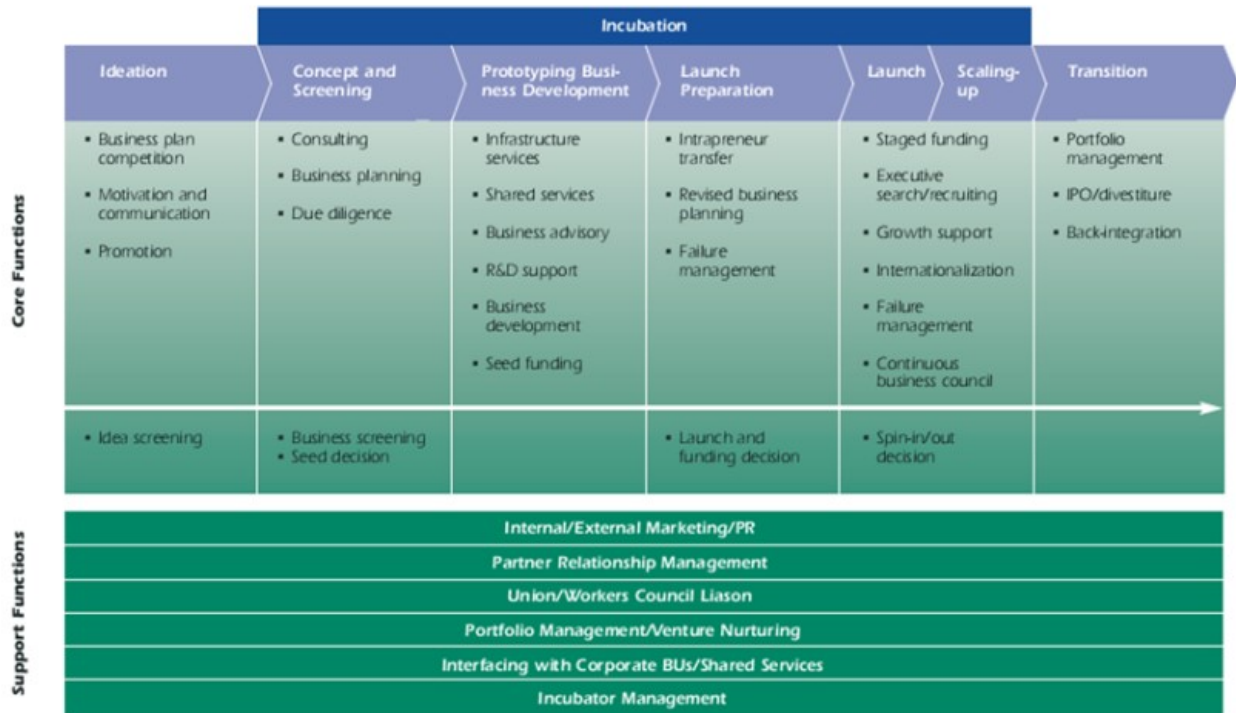 Incubation
Ideation
Concept and
Screening
Prototyping Busi-
ness Development
Launch
Preparation
Launch
Scaling-
up
Transition
Core Functions
▪ Business plan
competition
▪ Motivation and
communication
▪ Promotion
▪ Consulting
▪ Business planning
▪ Due diligence
▪ Infrastructure
services
▪ Shared services
▪ Business advisory
▪ R&D support
▪ Business
development
▪ Seed funding
▪ Intrapreneur
transfer
▪ Revised business
planning
▪ Failure
management
▪ Staged funding
▪ Executive
search/recruiting
▪ Growth support
▪ Internationalization
▪ Failure
management
▪ Continuous
business council
▪ Portfolio
management
▪ IPO/divestiture
▪ Back-integration
▪ Idea screening
▪ Business screening
▪ Seed decision
▪ Launch and
funding decision
▪ Spin-in/out
decision
Support Functions
Internal/External Marketing/PR
Partner Relationship Management
Union/Workers Council Liason
Portfolio Management/Venture Nurturing
Interfacing with Corporate BUs/Shared Services
Incubator Management